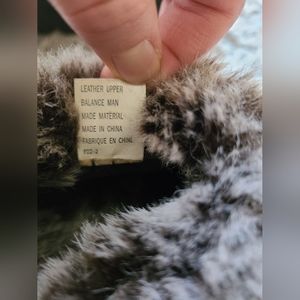 LEATHER UPPER
BALANCE MAN
MADE MATERIAL
MADE IN CHINA
FABRIQUE EN CHINE